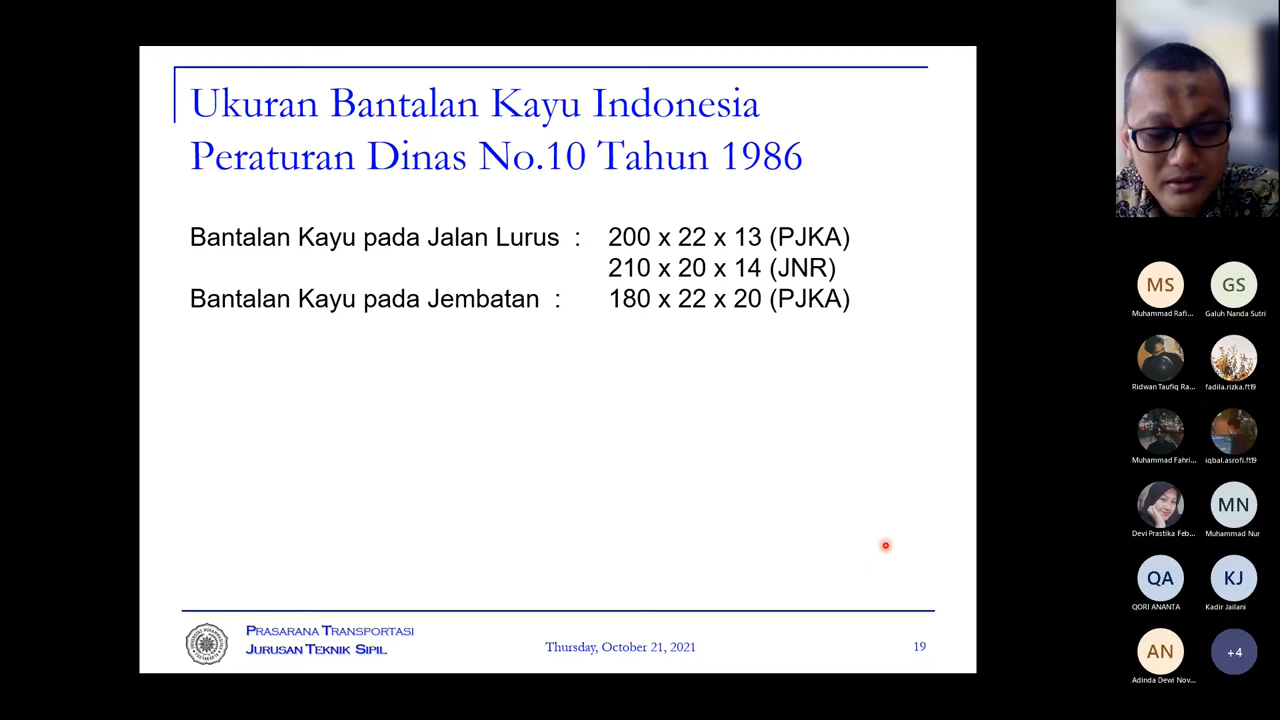 Ukuran Bantalan Kayu Indonesia
Peraturan Dinas No.10 Tahun 1986
Bantalan Kayu pada Jalan Lurus : 200 x 22 x 13 (PJKA)
210 x 20 x 14 (JNR)
Bantalan Kayu pada Jembatan : 180 x 22 x 20 (PJKA)
PRASARANA TRANSPORTASI
JURUSAN TEKNIK SIPIL
Thursday, October 21, 2021
19
MS
GS
Muhammad Rafi...
Galuh Nanda Sutri
Ridwan Taufiq Ra...
fadila.rizka.ft19
Muhammad Fahri...
iqbal.asrofi.ft19
MN
Devi Prastika Feb...
Muhammad Nur
QA
KJ
QORI ANANTA
Kadir Jailani
AN
+4
Adinda Dewi Nov...